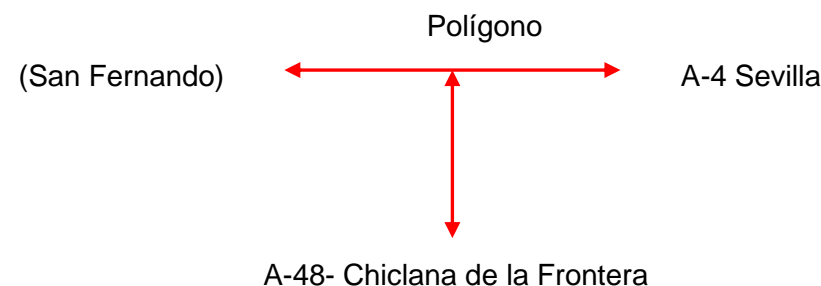 Polígono
(San Fernando)
A-4 Sevilla
A-48- Chiclana de la Frontera